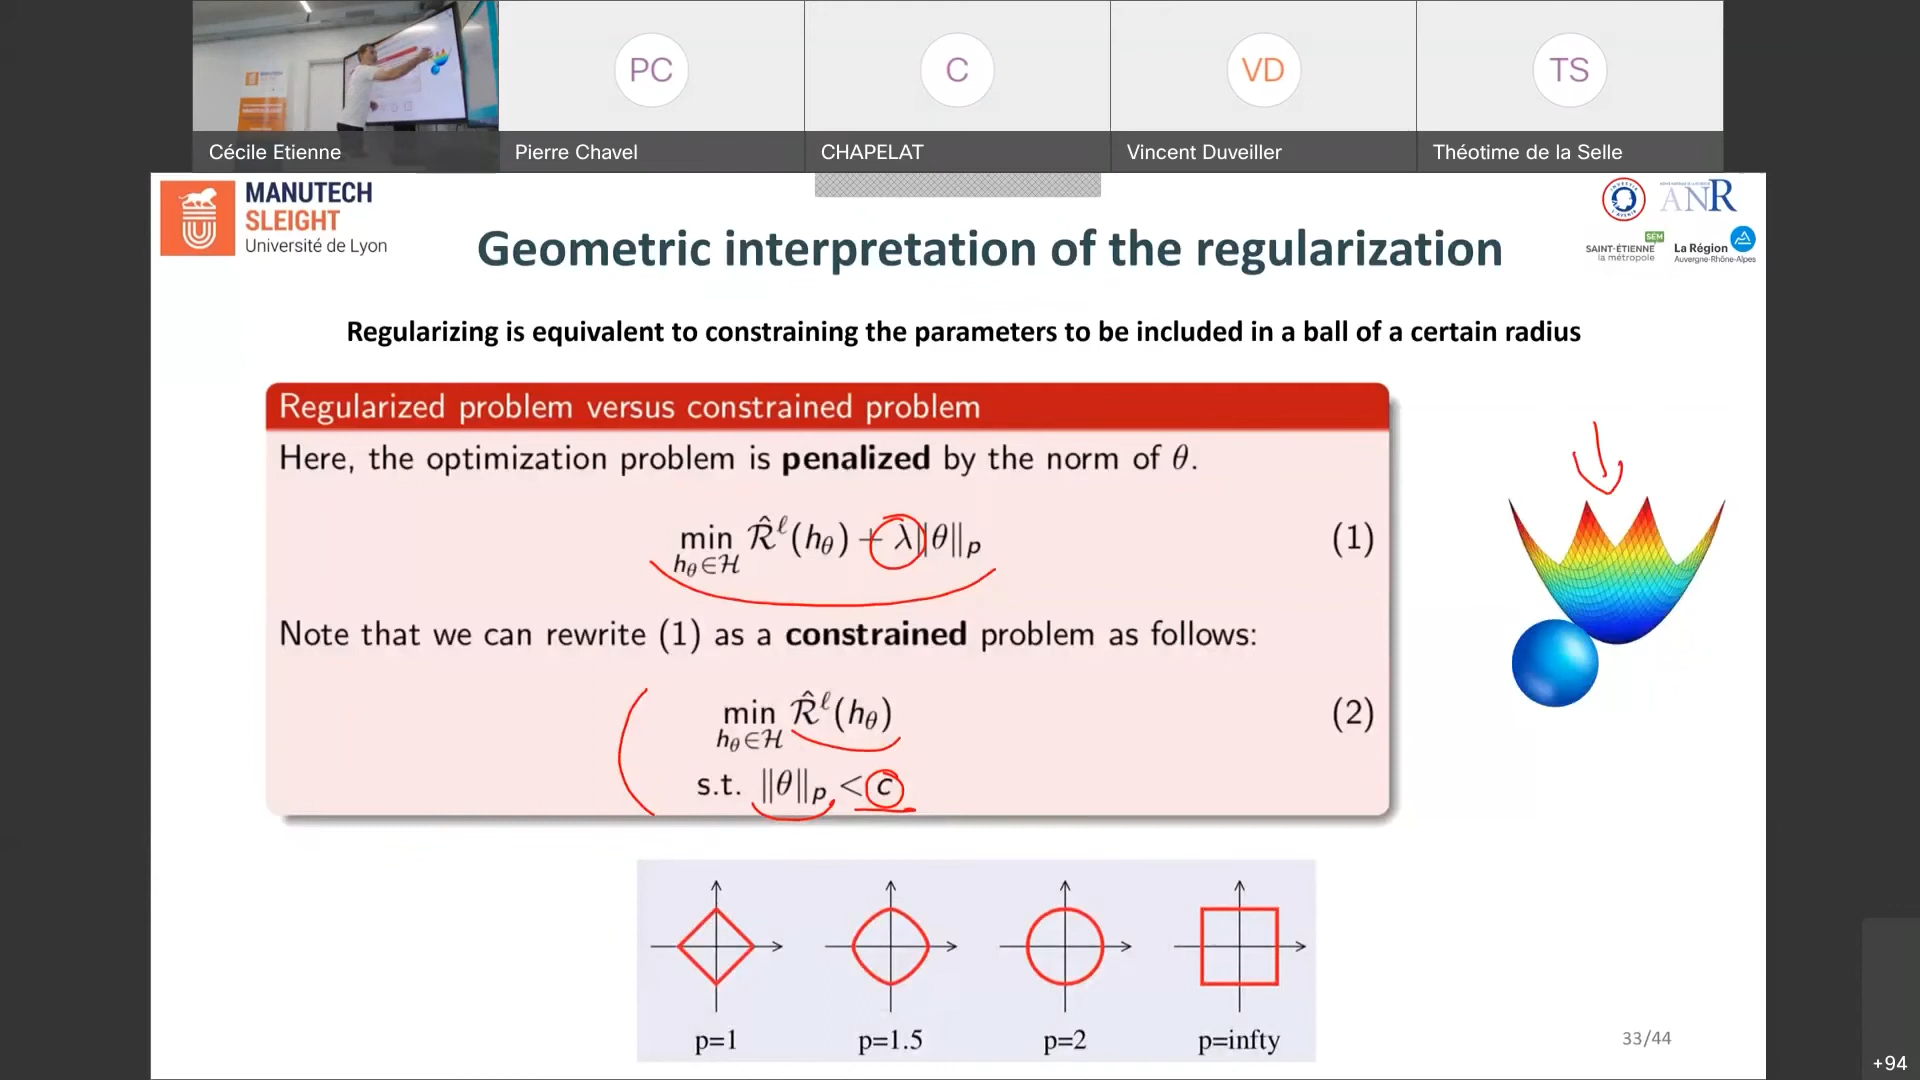 PC
C
VD
TS
Cécile Etienne
Pierre Chavel
CHAPELAT
Vincent Duveiller
Théotime de la Selle
MANUTECH
SLEIGHT
Université de Lyon
ANR
SAINT-ÉTIENNE SEM
la métropole
La Région
Auvergne-Rhône-Alpes
Geometric interpretation of the regularization
Regularizing is equivalent to constraining the parameters to be included in a ball of a certain radius
Regularized problem versus constrained problem
Here, the optimization problem is penalized by the norm of θ.
min R̂ℓ(hθ) + λ‖θ‖p (1)
hθ∈H
Note that we can rewrite (1) as a constrained problem as follows:
min R̂ℓ(hθ) (2)
hθ∈H
s.t. ‖θ‖p < c
p=1 p=1.5 p=2 p=infty
33/44
+94